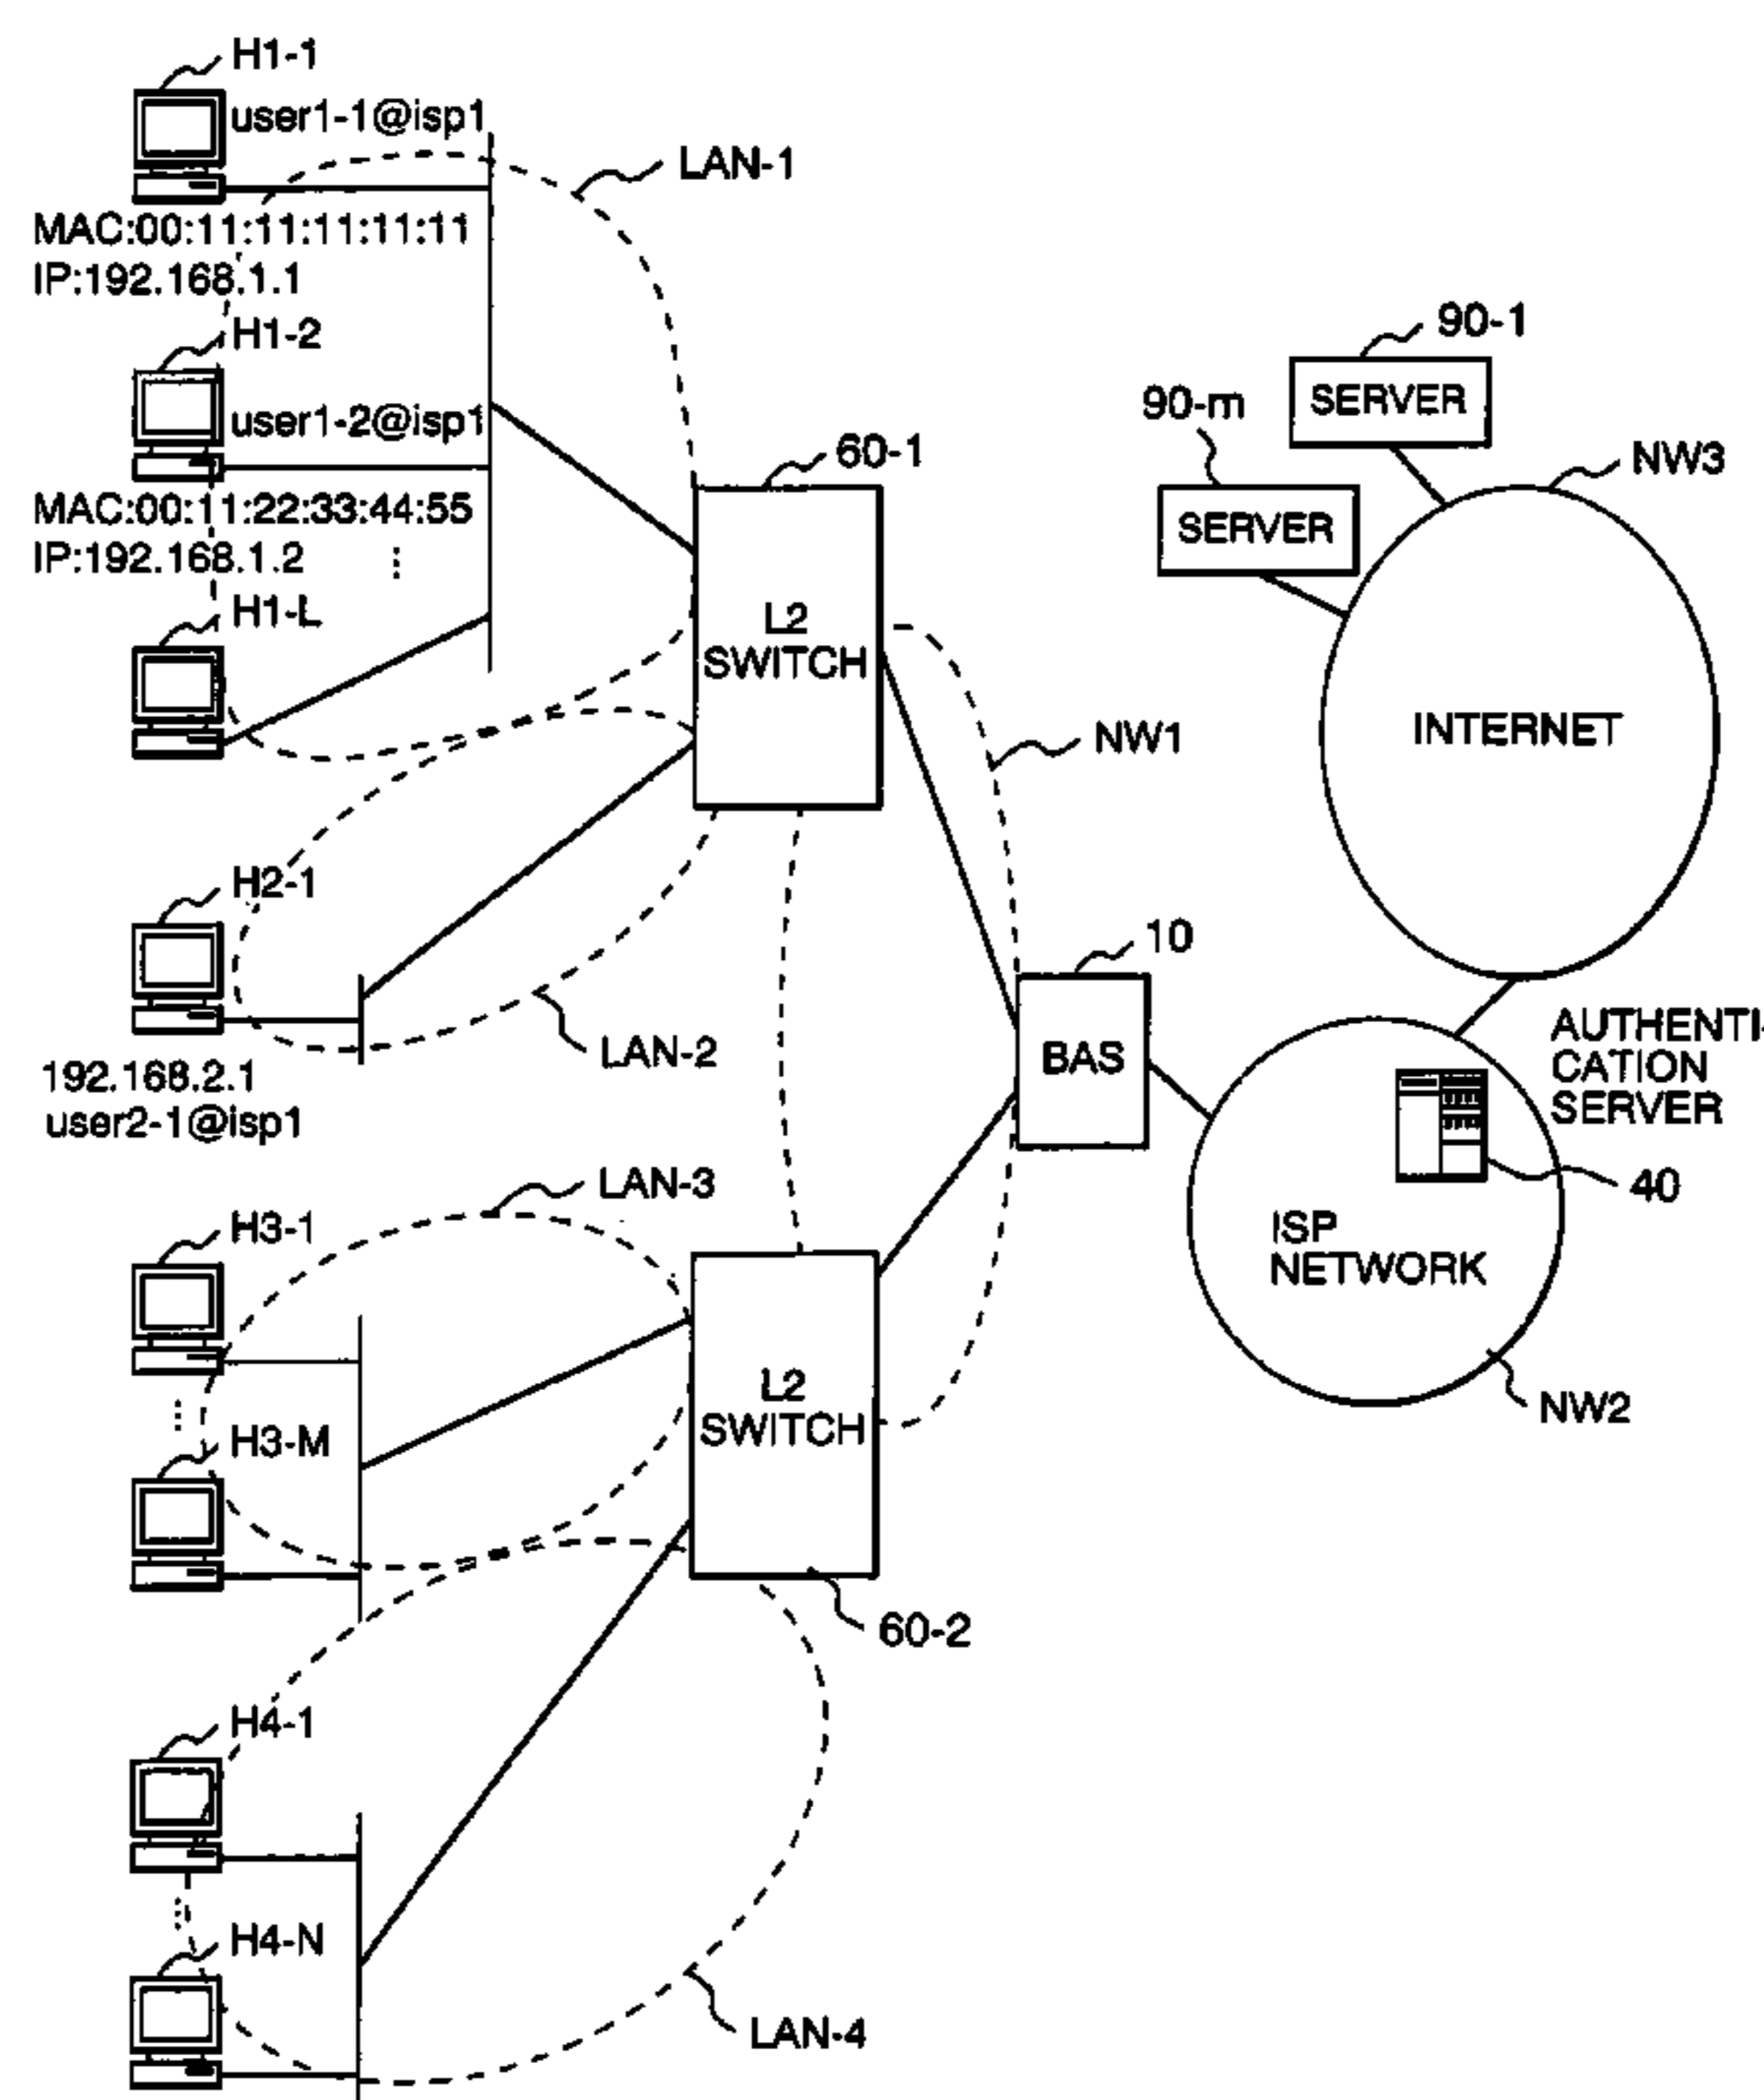 H1-1
user1-1@isp1
LAN-1
MAC:00:11:11:11:11:11
IP:192.168.1.1
H1-2
user1-2@isp1
MAC:00:11:22:33:44:55
IP:192.168.1.2
H1-L
60-1
L2
SWITCH
90-1
SERVER
90-m
SERVER
NW3
INTERNET
NW1
H2-1
192.168.2.1
user2-1@isp1
LAN-2
10
BAS
AUTHENTI-
CATION
SERVER
40
ISP
NETWORK
NW2
LAN-3
H3-1
H3-M
L2
SWITCH
60-2
H4-1
H4-N
LAN-4